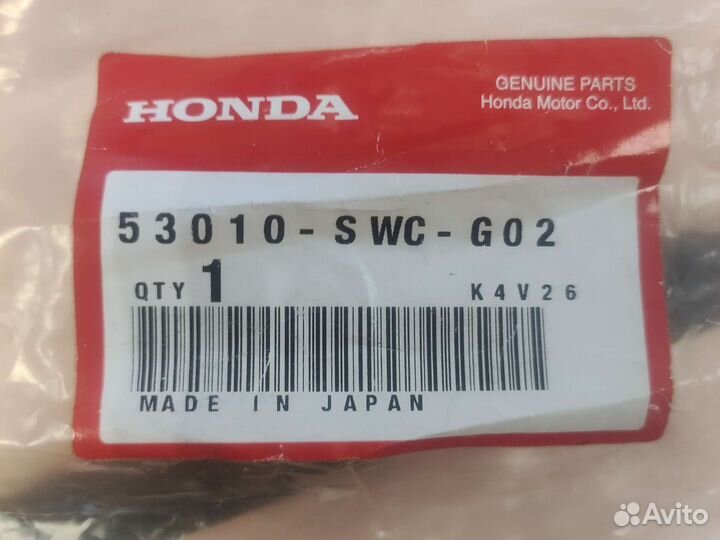 HONDA
GENUINE PARTS
Honda Motor Co., Ltd.
53010-SWC-G02
QTY 1 K4V26
MADE IN JAPAN
Avito